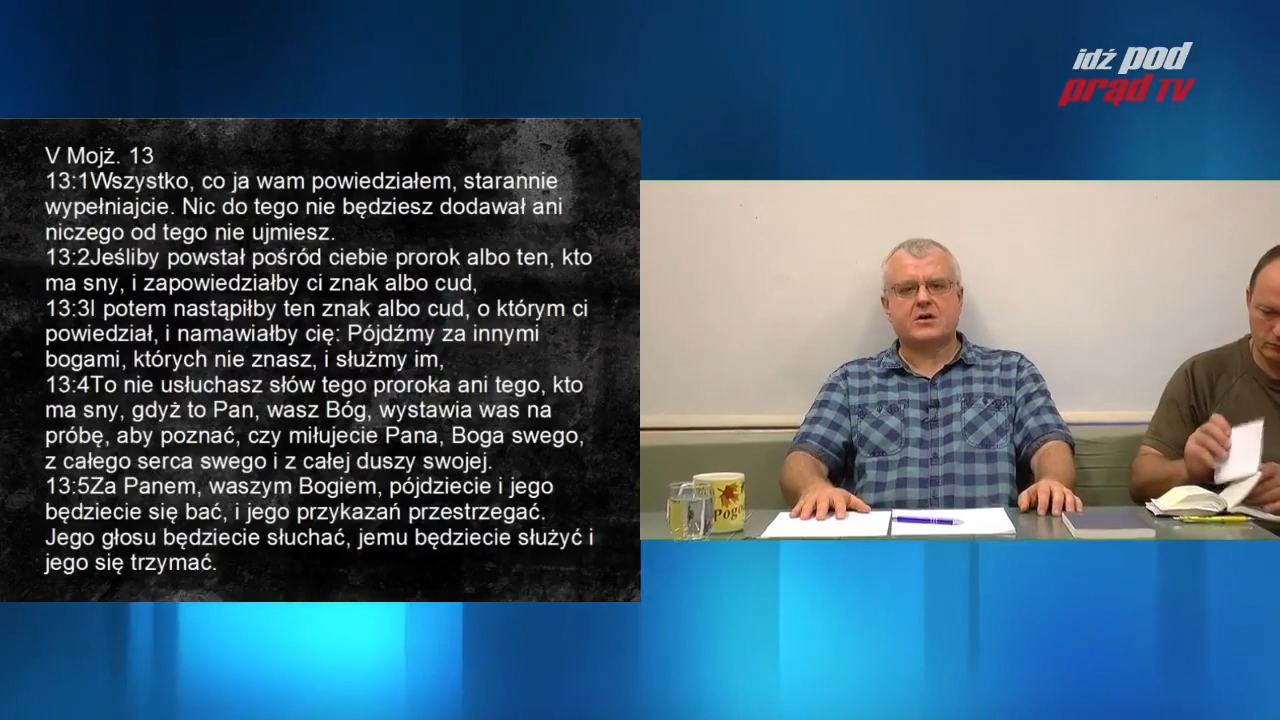 idź pod
prąd TV
V Mojż. 13
13:1Wszystko, co ja wam powiedziałem, starannie
wypełniajcie. Nic do tego nie będziesz dodawał ani
niczego od tego nie ujmiesz.
13:2Jeśliby powstał pośród ciebie prorok albo ten, kto
ma sny, i zapowiedziałby ci znak albo cud,
13:3I potem nastąpiłby ten znak albo cud, o którym ci
powiedział, i namawiałby cię: Pójdźmy za innymi
bogami, których nie znasz, i służmy im,
13:4To nie usłuchasz słów tego proroka ani tego, kto
ma sny, gdyż to Pan, wasz Bóg, wystawia was na
próbę, aby poznać, czy miłujecie Pana, Boga swego,
z całego serca swego i z całej duszy swojej.
13:5Za Panem, waszym Bogiem, pójdziecie i jego
będziecie się bać, i jego przykazań przestrzegać.
Jego głosu będziecie słuchać, jemu będziecie służyć i
jego się trzymać.